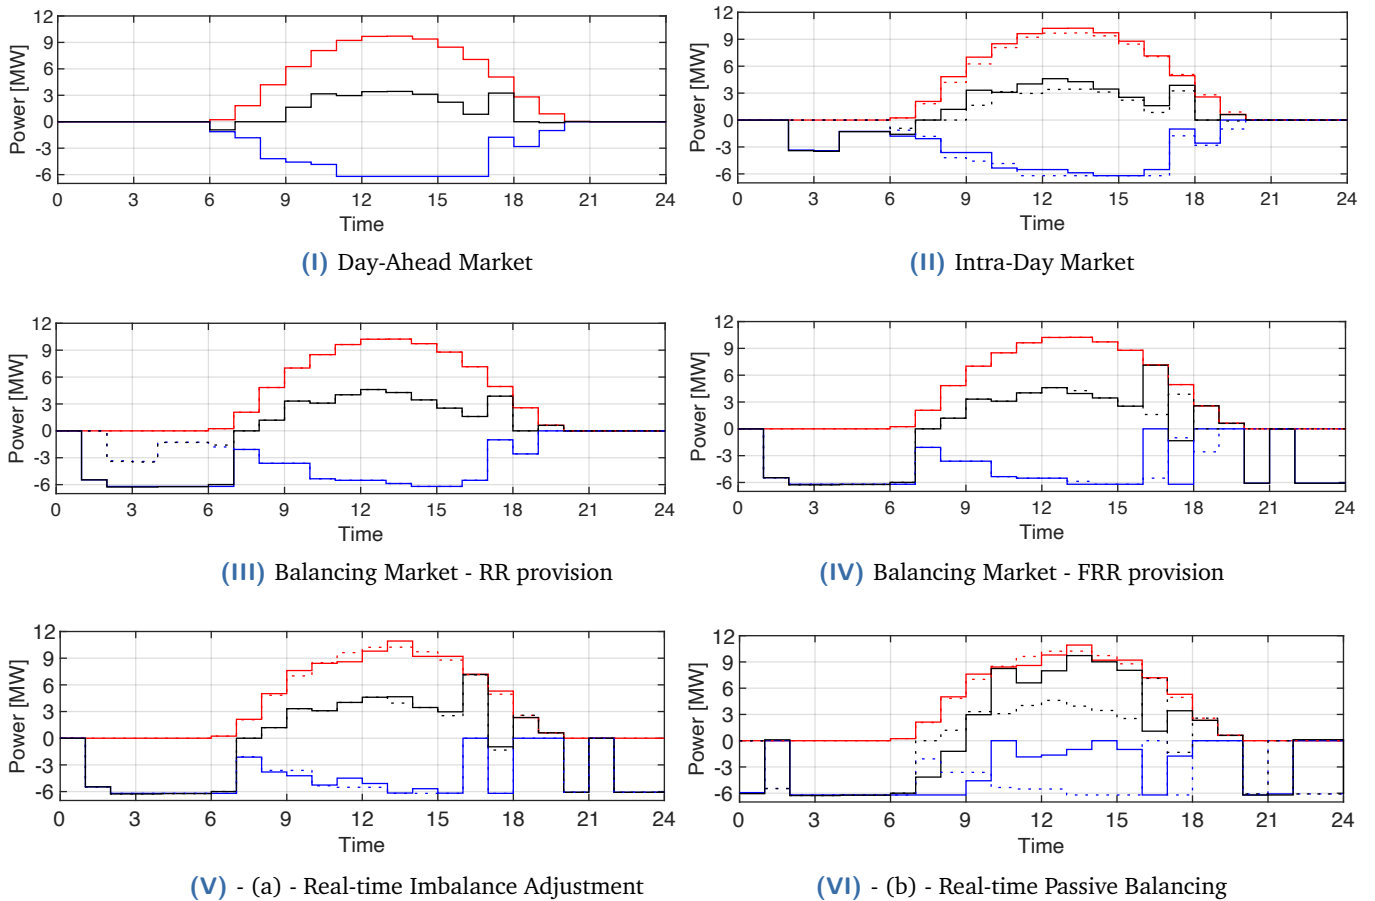 12
9
6
3
0
-3
-6
Power [MW]
0 3 6 9 12 15 18 21 24
Time
(I) Day-Ahead Market
12
9
6
3
0
-3
-6
Power [MW]
0 3 6 9 12 15 18 21 24
Time
(II) Intra-Day Market
12
9
6
3
0
-3
-6
Power [MW]
0 3 6 9 12 15 18 21 24
Time
(III) Balancing Market - RR provision
12
9
6
3
0
-3
-6
Power [MW]
0 3 6 9 12 15 18 21 24
Time
(IV) Balancing Market - FRR provision
12
9
6
3
0
-3
-6
Power [MW]
0 3 6 9 12 15 18 21 24
Time
(V) - (a) - Real-time Imbalance Adjustment
12
9
6
3
0
-3
-6
Power [MW]
0 3 6 9 12 15 18 21 24
Time
(VI) - (b) - Real-time Passive Balancing